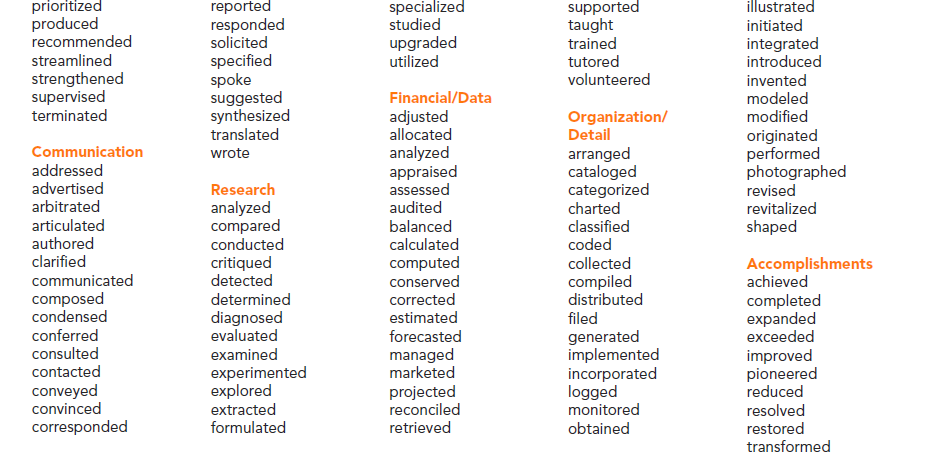 prioritized
produced
recommended
streamlined
strengthened
supervised
terminated
Communication
addressed
advertised
arbitrated
articulated
authored
clarified
communicated
composed
condensed
conferred
consulted
contacted
conveyed
convinced
corresponded
reported
responded
solicited
specified
spoke
suggested
synthesized
translated
wrote
Research
analyzed
compared
conducted
critiqued
detected
determined
diagnosed
evaluated
examined
experimented
explored
extracted
formulated
specialized
studied
upgraded
utilized
Financial/Data
adjusted
allocated
analyzed
appraised
assessed
audited
balanced
calculated
computed
conserved
corrected
estimated
forecasted
managed
marketed
projected
reconciled
retrieved
supported
taught
trained
tutored
volunteered
Organization/
Detail
arranged
cataloged
categorized
charted
classified
coded
collected
compiled
distributed
filed
generated
implemented
incorporated
logged
monitored
obtained
illustrated
initiated
integrated
introduced
invented
modeled
modified
originated
performed
photographed
revised
revitalized
shaped
Accomplishments
achieved
completed
expanded
exceeded
improved
pioneered
reduced
resolved
restored
transformed